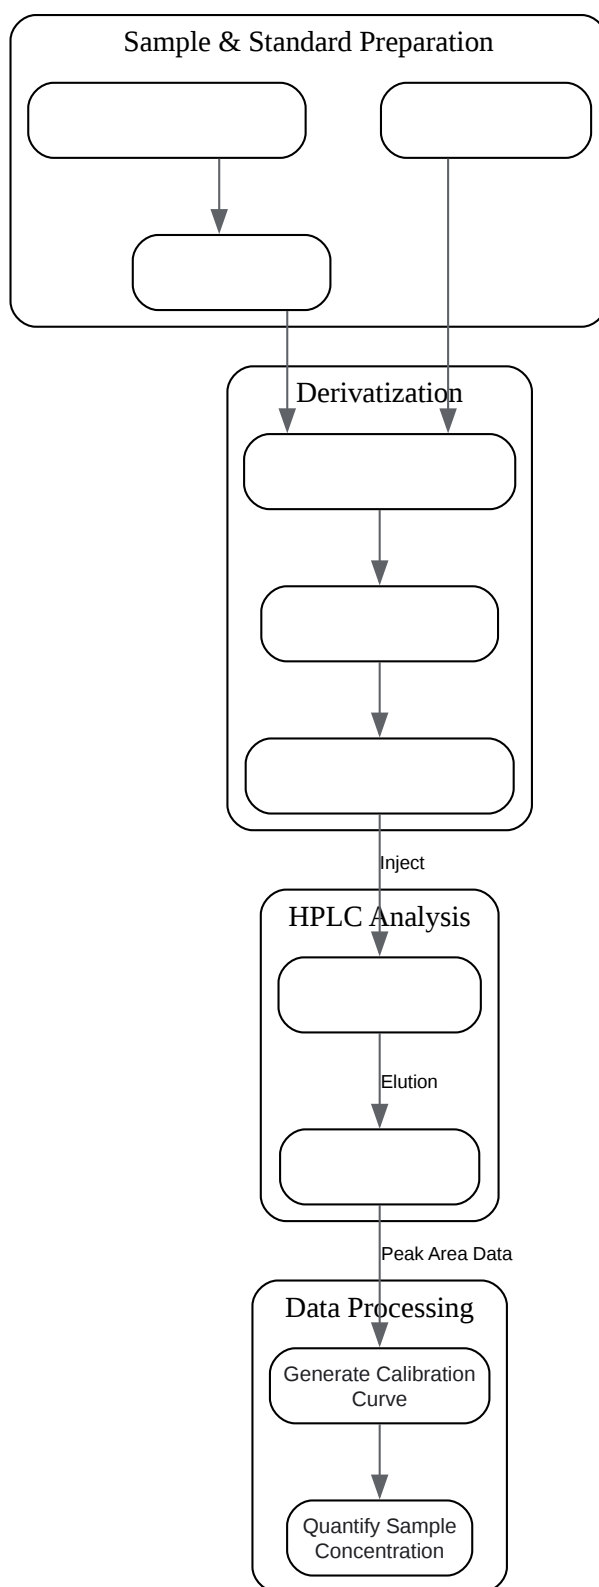 Sample & Standard Preparation
Derivatization
Inject
HPLC Analysis
Elution
Peak Area Data
Data Processing
Generate Calibration
Curve
Quantify Sample
Concentration